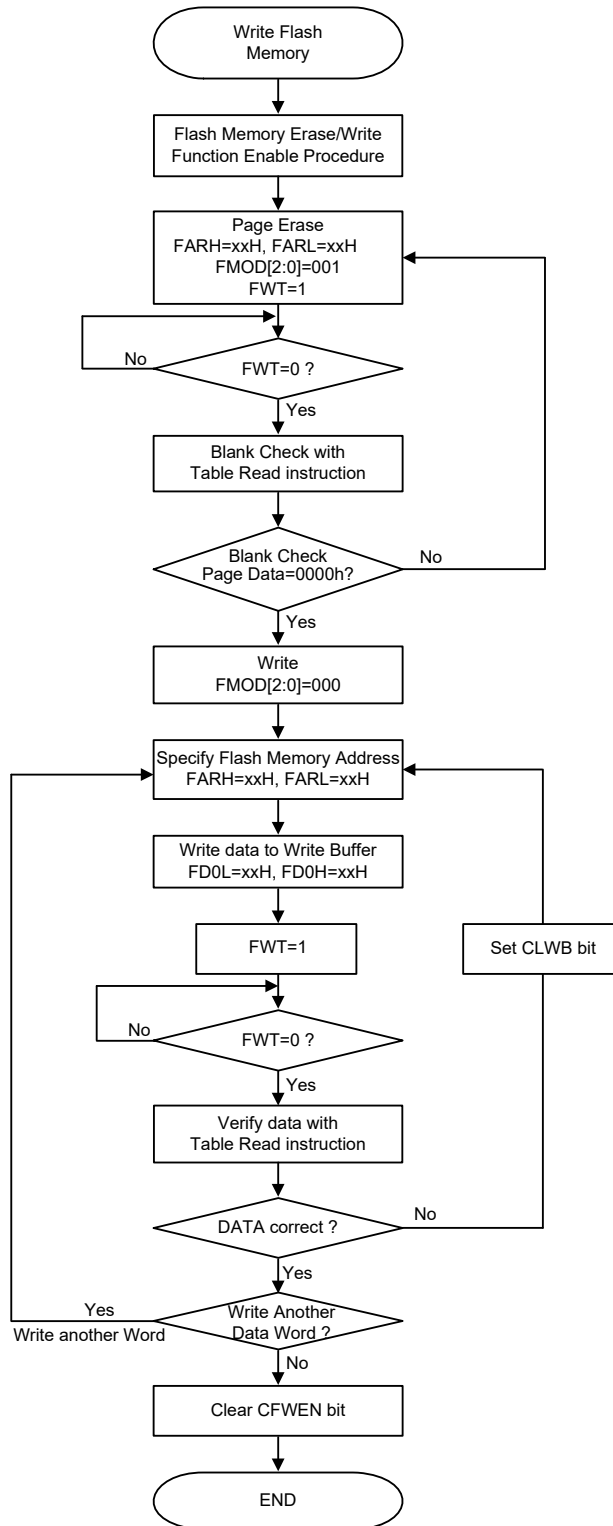 Write Flash
Memory
Flash Memory Erase/Write
Function Enable Procedure
Page Erase
FARH=xxH, FARL=xxH
FMOD[2:0]=001
FWT=1
No
FWT=0 ?
Yes
Blank Check with
Table Read instruction
Blank Check
Page Data=0000h?
No
Yes
Write
FMOD[2:0]=000
Specify Flash Memory Address
FARH=xxH, FARL=xxH
Write data to Write Buffer
FD0L=xxH, FD0H=xxH
FWT=1
Set CLWB bit
No
FWT=0 ?
Yes
Verify data with
Table Read instruction
DATA correct ?
No
Yes
Yes
Write another Word
Write Another
Data Word ?
No
Clear CFWEN bit
END